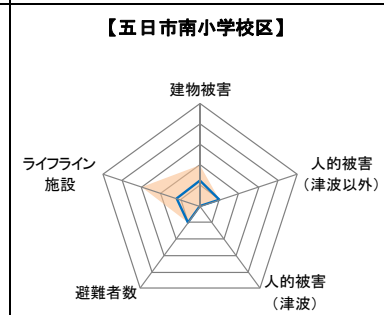 【五日市南小学校区】
建物被害
ライフライン
施設
人的被害
（津波以外）
避難者数
人的被害
（津波）